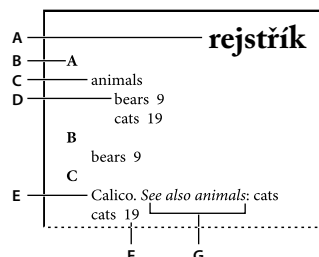 A rejstřík
B A
C animals
D bears 9
cats 19
B
bears 9
C
E Calico. See also animals: cats
cats 19
F G